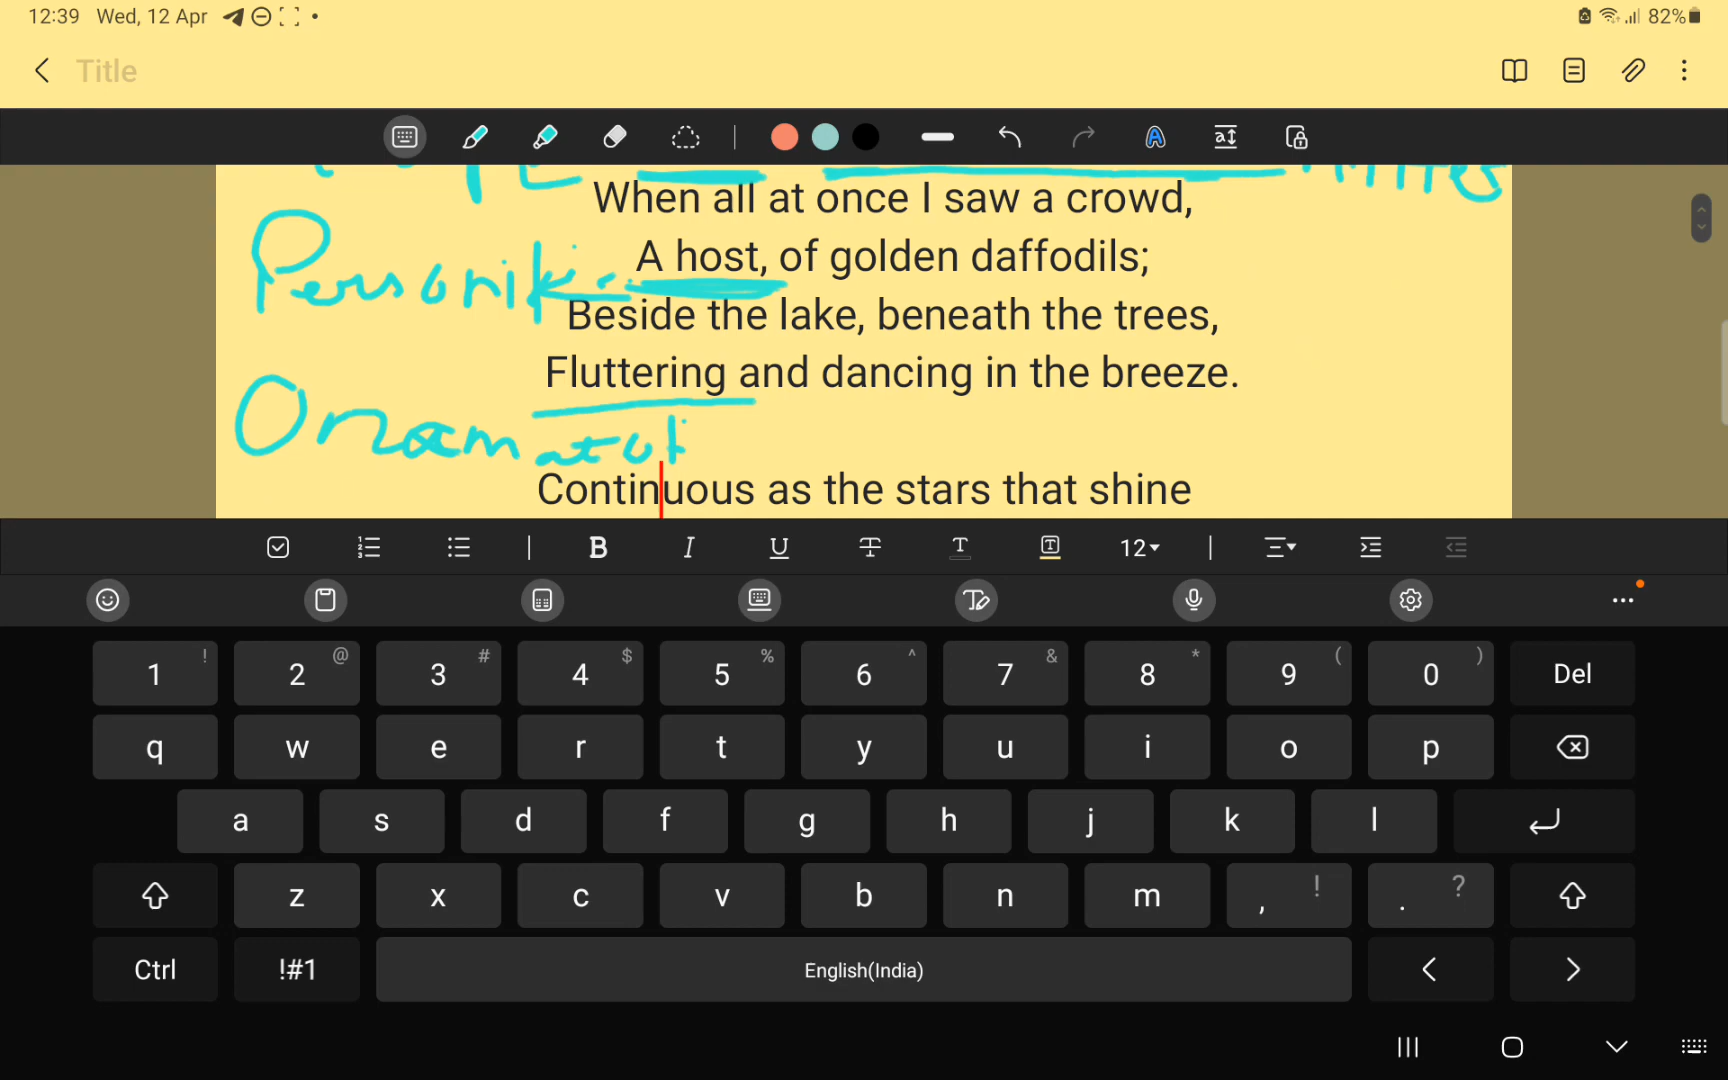 12:39 Wed, 12 Apr 82%
Title
When all at once I saw a crowd,
A host, of golden daffodils;
Personifi-
Beside the lake, beneath the trees,
Fluttering and dancing in the breeze.
Onomatop
Continuous as the stars that shine
B I U T T T 12
1 ! 2 @ 3 # 4 $ 5 % 6 ^ 7 & 8 * 9 ( 0 ) Del
q w e r t y u i o p
a s d f g h j k l
z x c v b n m , ! . ?
Ctrl !#1 English(India) < >